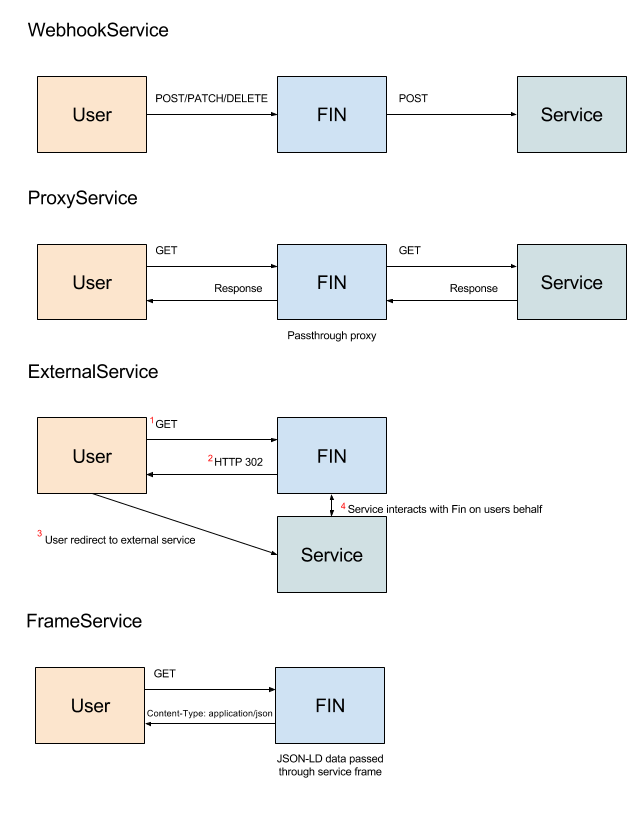 WebhookService
User
POST/PATCH/DELETE
FIN
POST
Service
ProxyService
User
GET
Response
FIN
GET
Response
Service
Passthrough proxy
ExternalService
User
1 GET
2 HTTP 302
FIN
4 Service interacts with Fin on users behalf
3 User redirect to external service
Service
FrameService
User
GET
Content-Type: application/json
FIN
JSON-LD data passed
through service frame